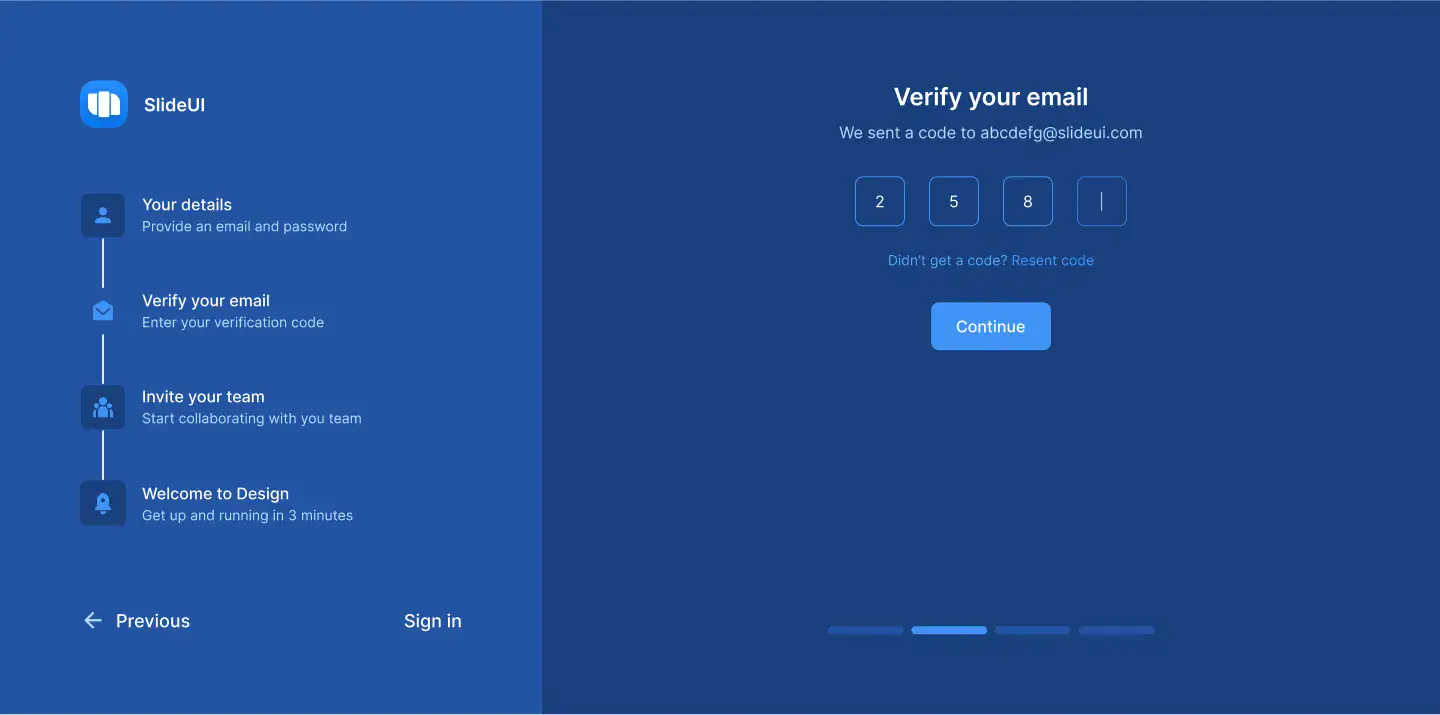 SlideUI
Your details
Provide an email and password
Verify your email
Enter your verification code
Invite your team
Start collaborating with you team
Welcome to Design
Get up and running in 3 minutes
Previous
Sign in
Verify your email
We sent a code to abcdefg@slideui.com
2 5 8
Didn't get a code? Resent code
Continue